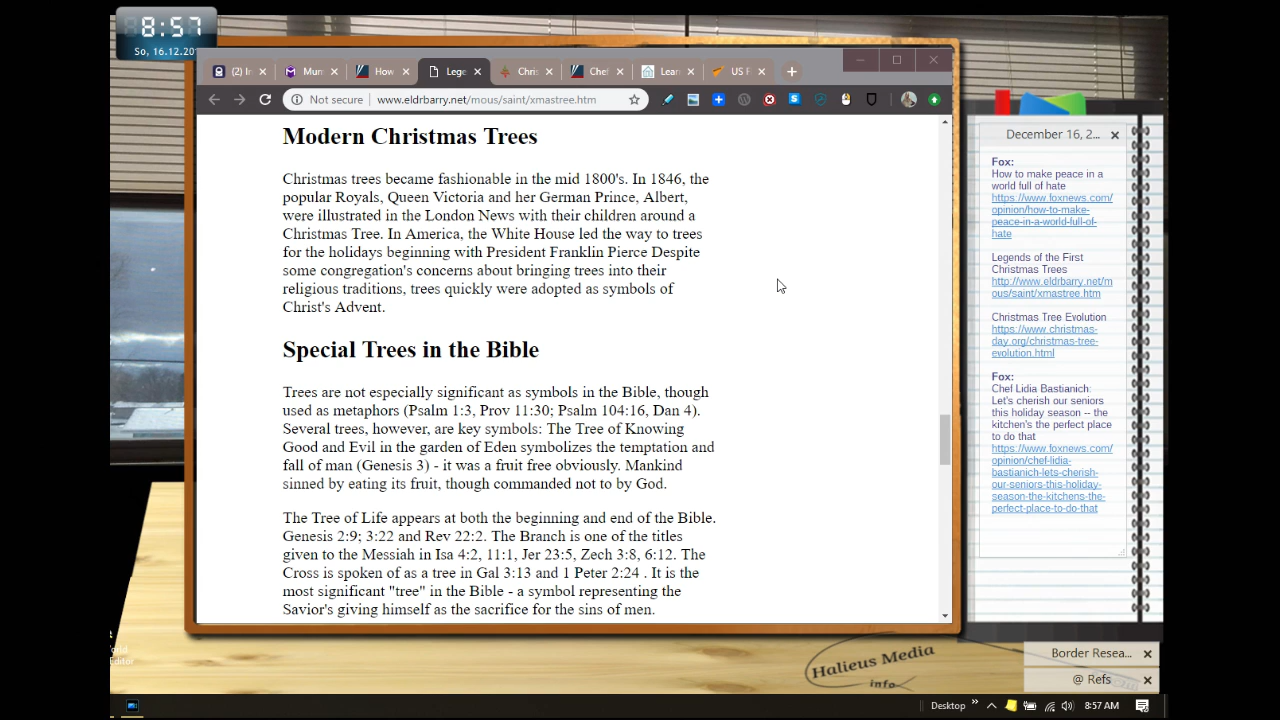 8:57
So, 16.12.20
(2) I
Mur
How
Lege
Chris
Chef
Lear
US F
Not secure
www.eldrbarry.net/mous/saint/xmastree.htm
Modern Christmas Trees
Christmas trees became fashionable in the mid 1800's. In 1846, the
popular Royals, Queen Victoria and her German Prince, Albert,
were illustrated in the London News with their children around a
Christmas Tree In America, the White House led the way to trees
for the holidays beginning with President Franklin Pierce Despite
some congregation's concerns about bringing trees into their
religious traditions, trees quickly were adopted as symbols of
Christ's Advent.
Special Trees in the Bible
Trees are not especially significant as symbols in the Bible, though
used as metaphors (Psalm 1:3, Prov 11:30; Psalm 104:16, Dan 4).
Several trees, however, are key symbols: The Tree of Knowing
Good and Evil in the garden of Eden symbolizes the temptation and
fall of man (Genesis 3) - it was a fruit free obviously. Mankind
sinned by eating its fruit, though commanded not to by God.
The Tree of Life appears at both the beginning and end of the Bible.
Genesis 2:9; 3:22 and Rev 22:2. The Branch is one of the titles
given to the Messiah in Isa 4:2, 11:1, Jer 23:5, Zech 3:8, 6:12. The
Cross is spoken of as a tree in Gal 3:13 and 1 Peter 2:24 . It is the
most significant "tree" in the Bible - a symbol representing the
Savior's giving himself as the sacrifice for the sins of men.
December 16, 2...
Fox:
How to make peace in a
world full of hate
https://www.foxnews.com/
opinion/how-to-make-
peace-in-a-world-full-of-
hate
Legends of the First
Christmas Trees
http://www.eldrbarry.net/m
ous/saint/xmastree.htm
Christmas Tree Evolution
https://www.christmas-
day.org/christmas-tree-
evolution.html
Fox:
Chef Lidia Bastianich:
Let's cherish our seniors
this holiday season -- the
kitchen's the perfect place
to do that
https://www.foxnews.com/
opinion/chef-lidia-
bastianich-lets-cherish-
our-seniors-this-holiday-
season-the-kitchens-the-
perfect-place-to-do-that
orld
Editor
Halieus Media
info
Border Resea...
@ Refs
Desktop
8:57 AM